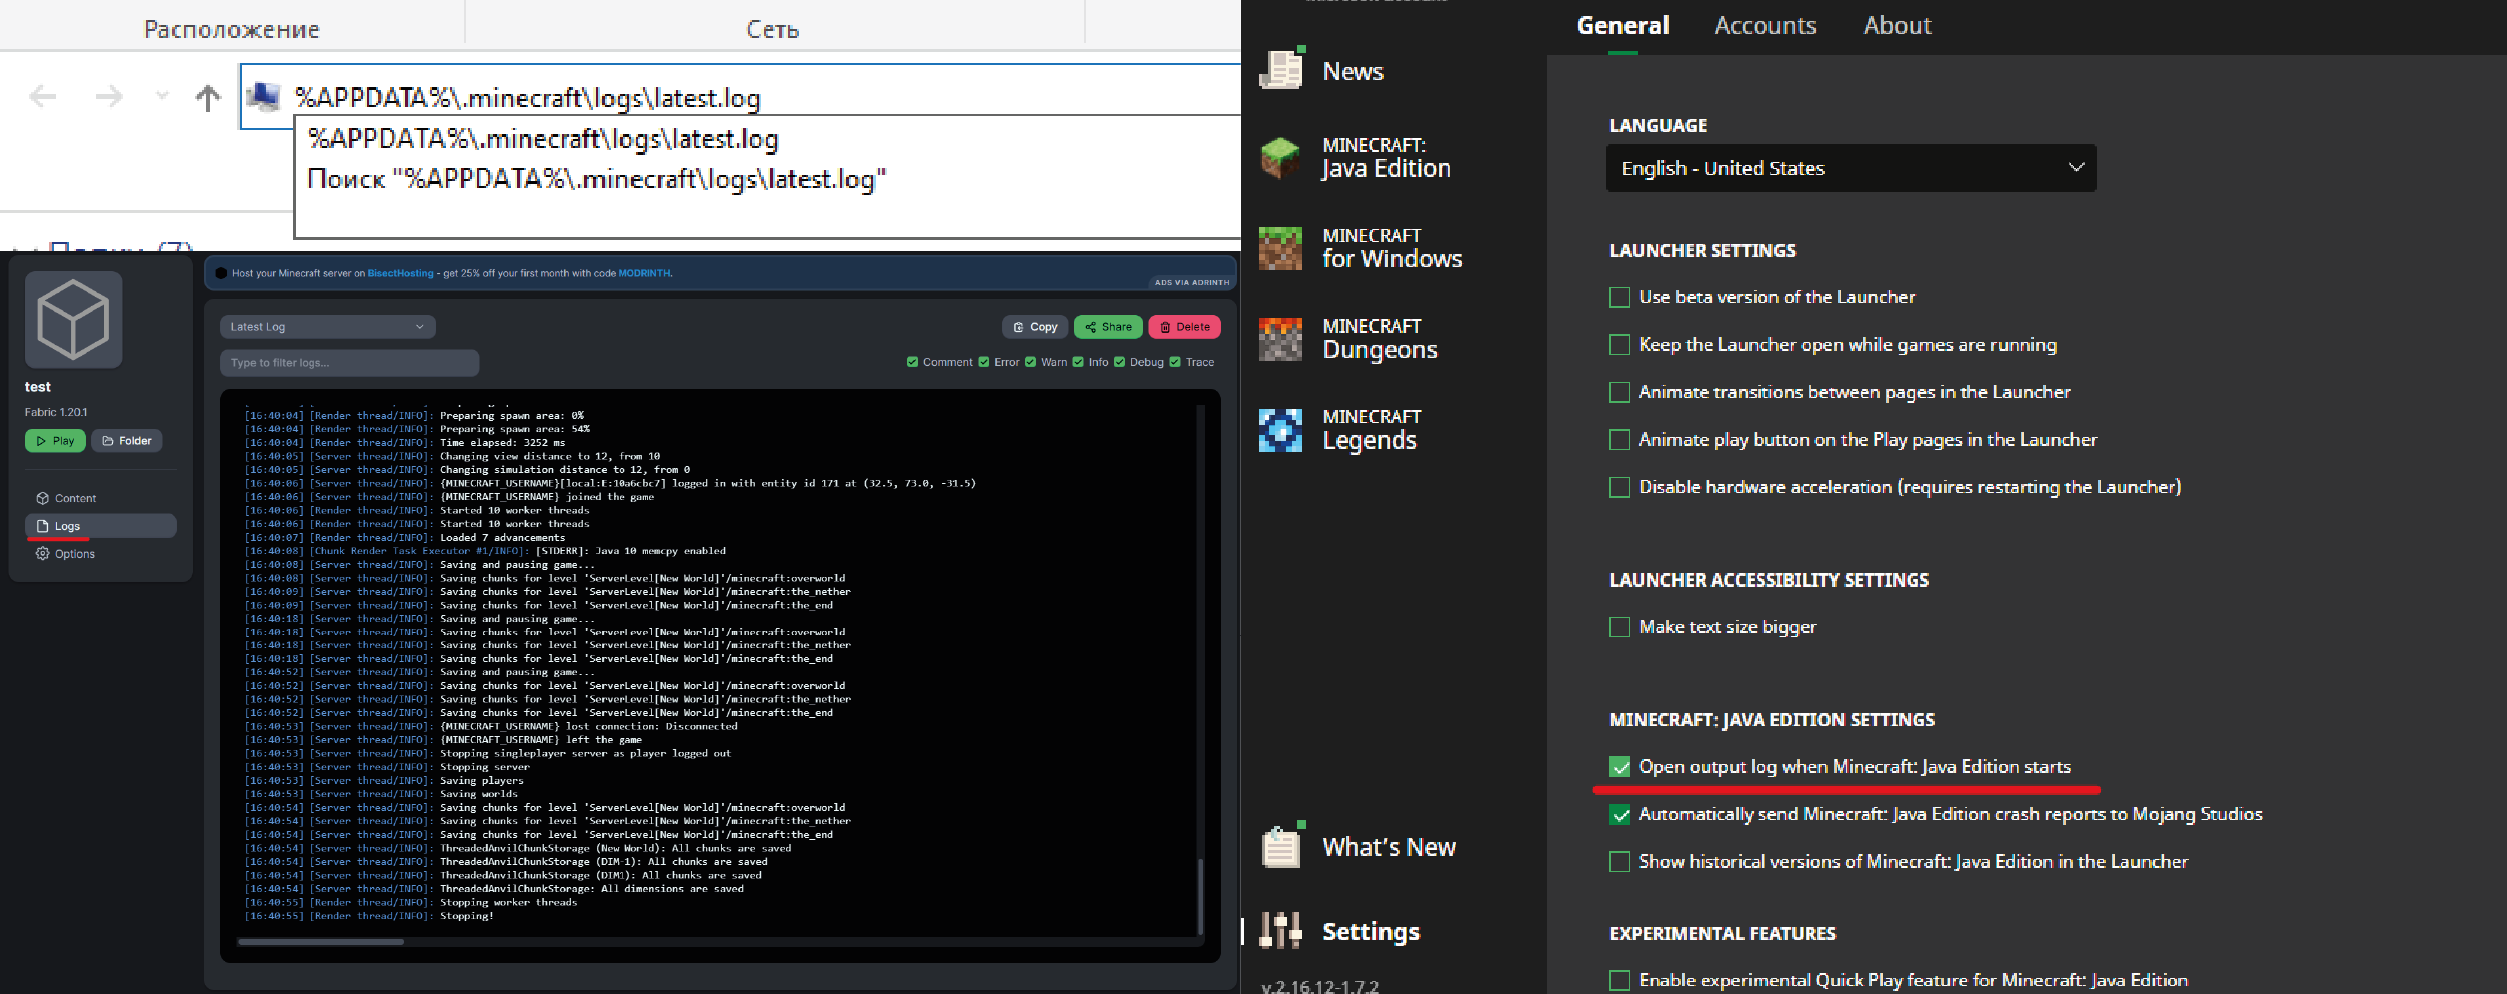 Расположение
Сеть
%APPDATA%\.minecraft\logs\latest.log
%APPDATA%\.minecraft\logs\latest.log
Поиск "%APPDATA%\.minecraft\logs\latest.log"
test
Fabric 1.20.1
Play
Folder
Content
Logs
Options
Host your Minecraft server on BisectHosting - get 25% off your first month with code MODRINTH.
ADS VIA ADRINTH
Latest Log
Copy
Share
Delete
Type to filter logs...
Comment
Error
Warn
Info
Debug
Trace
[16:40:04] [Render thread/INFO]: Preparing spawn area: 0%
[16:40:04] [Render thread/INFO]: Preparing spawn area: 54%
[16:40:04] [Render thread/INFO]: Time elapsed: 3252 ms
[16:40:05] [Server thread/INFO]: Changing view distance to 12, from 10
[16:40:05] [Server thread/INFO]: Changing simulation distance to 12, from 0
[16:40:06] [Server thread/INFO]: {MINECRAFT_USERNAME}[local:E:10a6cbc7] logged in with entity id 171 at (32.5, 73.0, -31.5)
[16:40:06] [Server thread/INFO]: {MINECRAFT_USERNAME} joined the game
[16:40:06] [Render thread/INFO]: Started 10 worker threads
[16:40:06] [Render thread/INFO]: Started 10 worker threads
[16:40:07] [Render thread/INFO]: Loaded 7 advancements
[16:40:08] [Chunk Render Task Executor #1/INFO]: [STDERR]: Java 10 memcpy enabled
[16:40:08] [Server thread/INFO]: Saving and pausing game...
[16:40:08] [Server thread/INFO]: Saving chunks for level 'ServerLevel[New World]'/minecraft:overworld
[16:40:09] [Server thread/INFO]: Saving chunks for level 'ServerLevel[New World]'/minecraft:the_nether
[16:40:09] [Server thread/INFO]: Saving chunks for level 'ServerLevel[New World]'/minecraft:the_end
[16:40:18] [Server thread/INFO]: Saving and pausing game...
[16:40:18] [Server thread/INFO]: Saving chunks for level 'ServerLevel[New World]'/minecraft:overworld
[16:40:18] [Server thread/INFO]: Saving chunks for level 'ServerLevel[New World]'/minecraft:the_nether
[16:40:18] [Server thread/INFO]: Saving chunks for level 'ServerLevel[New World]'/minecraft:the_end
[16:40:52] [Server thread/INFO]: Saving and pausing game...
[16:40:52] [Server thread/INFO]: Saving chunks for level 'ServerLevel[New World]'/minecraft:overworld
[16:40:52] [Server thread/INFO]: Saving chunks for level 'ServerLevel[New World]'/minecraft:the_nether
[16:40:52] [Server thread/INFO]: Saving chunks for level 'ServerLevel[New World]'/minecraft:the_end
[16:40:53] [Server thread/INFO]: {MINECRAFT_USERNAME} lost connection: Disconnected
[16:40:53] [Server thread/INFO]: {MINECRAFT_USERNAME} left the game
[16:40:53] [Server thread/INFO]: Stopping singleplayer server as player logged out
[16:40:53] [Server thread/INFO]: Stopping server
[16:40:53] [Server thread/INFO]: Saving players
[16:40:53] [Server thread/INFO]: Saving worlds
[16:40:54] [Server thread/INFO]: Saving chunks for level 'ServerLevel[New World]'/minecraft:overworld
[16:40:54] [Server thread/INFO]: Saving chunks for level 'ServerLevel[New World]'/minecraft:the_nether
[16:40:54] [Server thread/INFO]: Saving chunks for level 'ServerLevel[New World]'/minecraft:the_end
[16:40:54] [Server thread/INFO]: ThreadedAnvilChunkStorage (New World): All chunks are saved
[16:40:54] [Server thread/INFO]: ThreadedAnvilChunkStorage (DIM-1): All chunks are saved
[16:40:54] [Server thread/INFO]: ThreadedAnvilChunkStorage (DIM1): All chunks are saved
[16:40:54] [Server thread/INFO]: ThreadedAnvilChunkStorage: All dimensions are saved
[16:40:55] [Render thread/INFO]: Stopping worker threads
[16:40:55] [Render thread/INFO]: Stopping!
News
MINECRAFT:
Java Edition
MINECRAFT
for Windows
MINECRAFT
Dungeons
MINECRAFT
Legends
What's New
Settings
v.2.16.12-1.7.2
General
Accounts
About
LANGUAGE
English - United States
LAUNCHER SETTINGS
Use beta version of the Launcher
Keep the Launcher open while games are running
Animate transitions between pages in the Launcher
Animate play button on the Play pages in the Launcher
Disable hardware acceleration (requires restarting the Launcher)
LAUNCHER ACCESSIBILITY SETTINGS
Make text size bigger
MINECRAFT: JAVA EDITION SETTINGS
Open output log when Minecraft: Java Edition starts
Automatically send Minecraft: Java Edition crash reports to Mojang Studios
Show historical versions of Minecraft: Java Edition in the Launcher
EXPERIMENTAL FEATURES
Enable experimental Quick Play feature for Minecraft: Java Edition